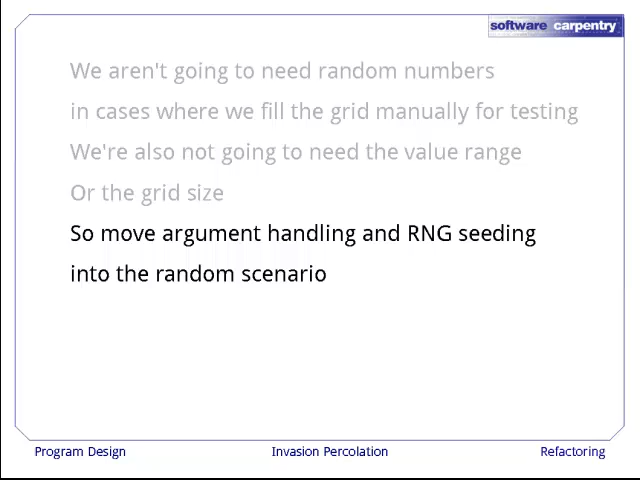 software carpentry
We aren't going to need random numbers
in cases where we fill the grid manually for testing
We're also not going to need the value range
Or the grid size
So move argument handling and RNG seeding
into the random scenario
Program Design
Invasion Percolation
Refactoring